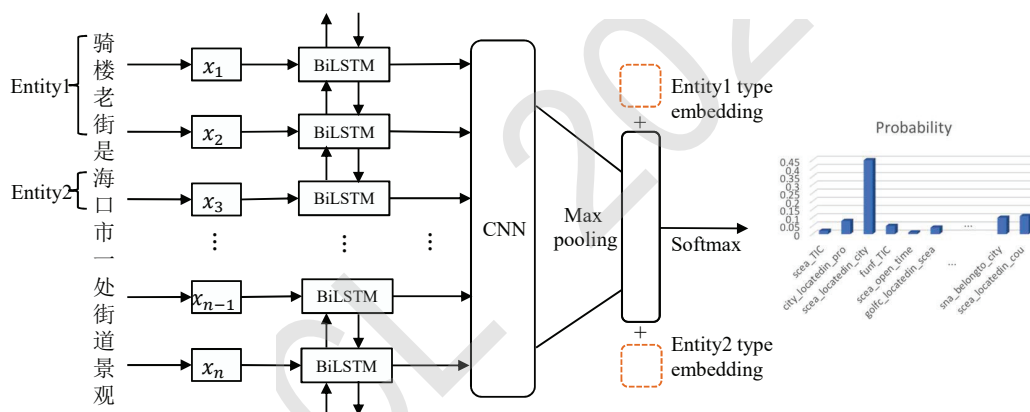 骑楼老街是海口市一处街道景观
Entity1
Entity2
x₁
x₂
x₃
...
xₙ₋₁
xₙ
BiLSTM
BiLSTM
BiLSTM
...
BiLSTM
BiLSTM
...
CNN
Max
pooling
Entity1 type
embedding
+
+
Entity2 type
embedding
Softmax
Probability
0.45
0.4
0.35
0.3
0.25
0.2
0.15
0.1
0.05
0
scea_TIC
city_locatedin_pro
scea_locatedin_city
funf_TIC
scea_open_time
golfc_locatedin_scea
...
...
sna_belongto_city
scea_locatedin_cou